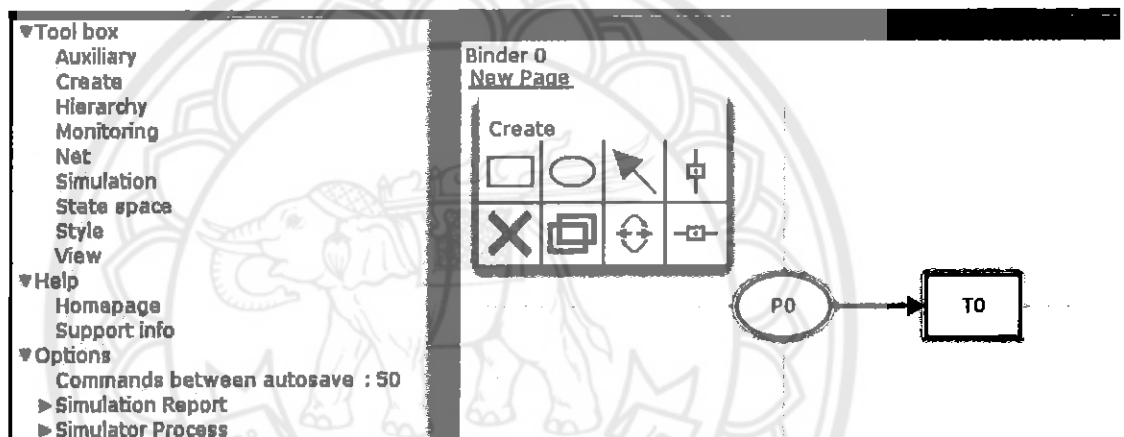 ▼Tool box
Auxiliary
Create
Hierarchy
Monitoring
Net
Simulation
State space
Style
View
▼Help
Homepage
Support info
▼Options
Commands between autosave : 50
▶Simulation Report
▶Simulator Process
Binder 0
New Page
Create
P0
T0